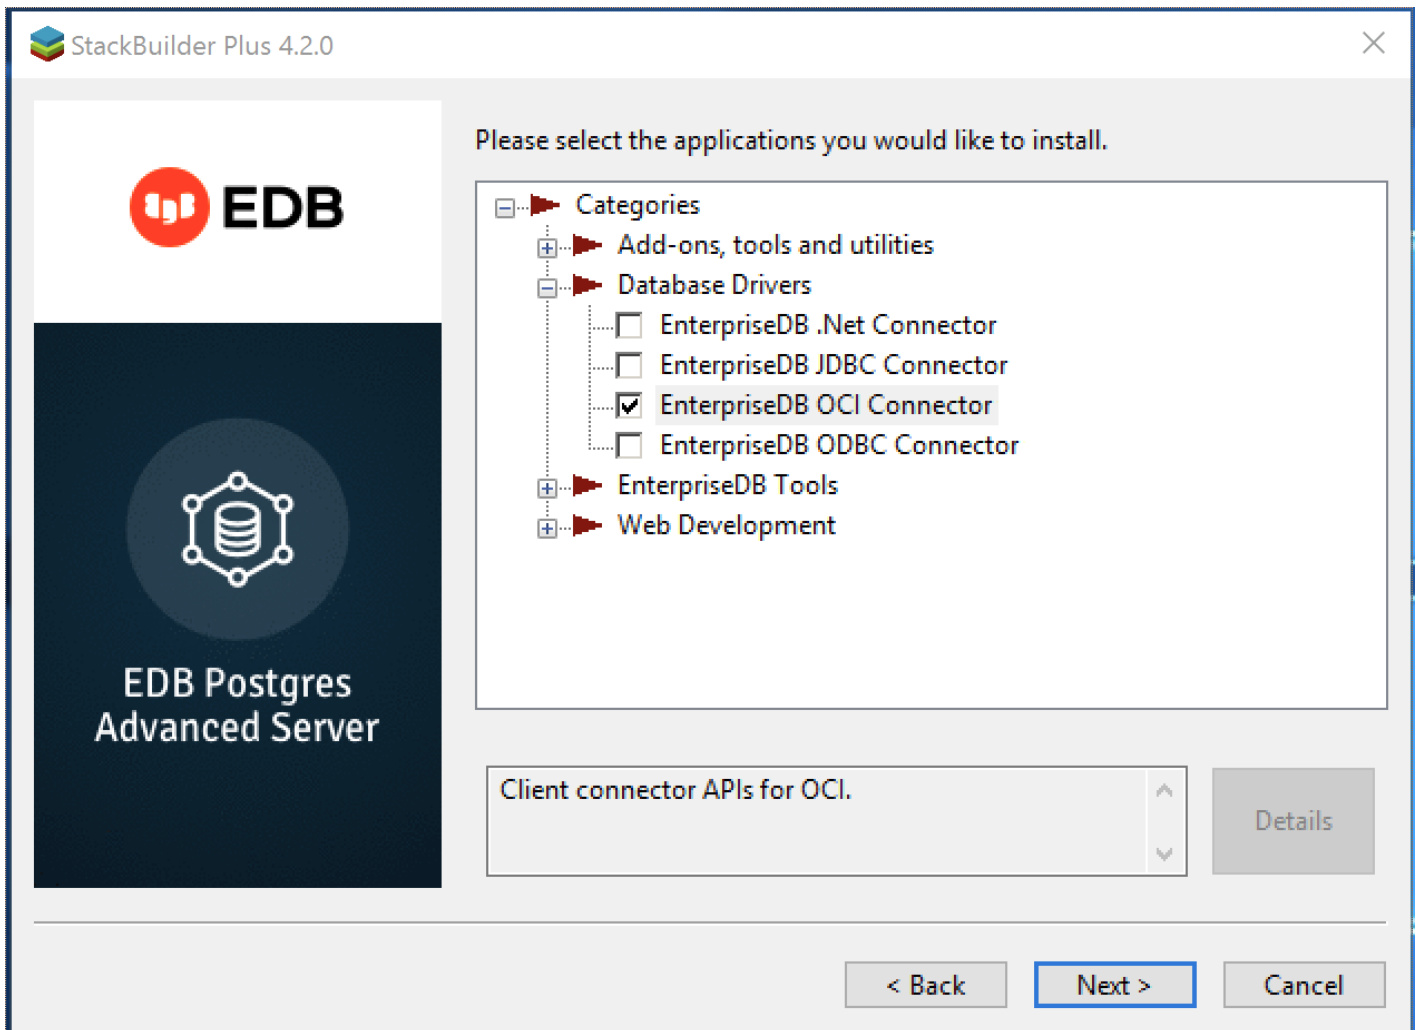 StackBuilder Plus 4.2.0
EDB
EDB Postgres
Advanced Server
Please select the applications you would like to install.
Categories
Add-ons, tools and utilities
Database Drivers
EnterpriseDB .Net Connector
EnterpriseDB JDBC Connector
EnterpriseDB OCI Connector
EnterpriseDB ODBC Connector
EnterpriseDB Tools
Web Development
Client connector APIs for OCI.
Details
< Back
Next >
Cancel